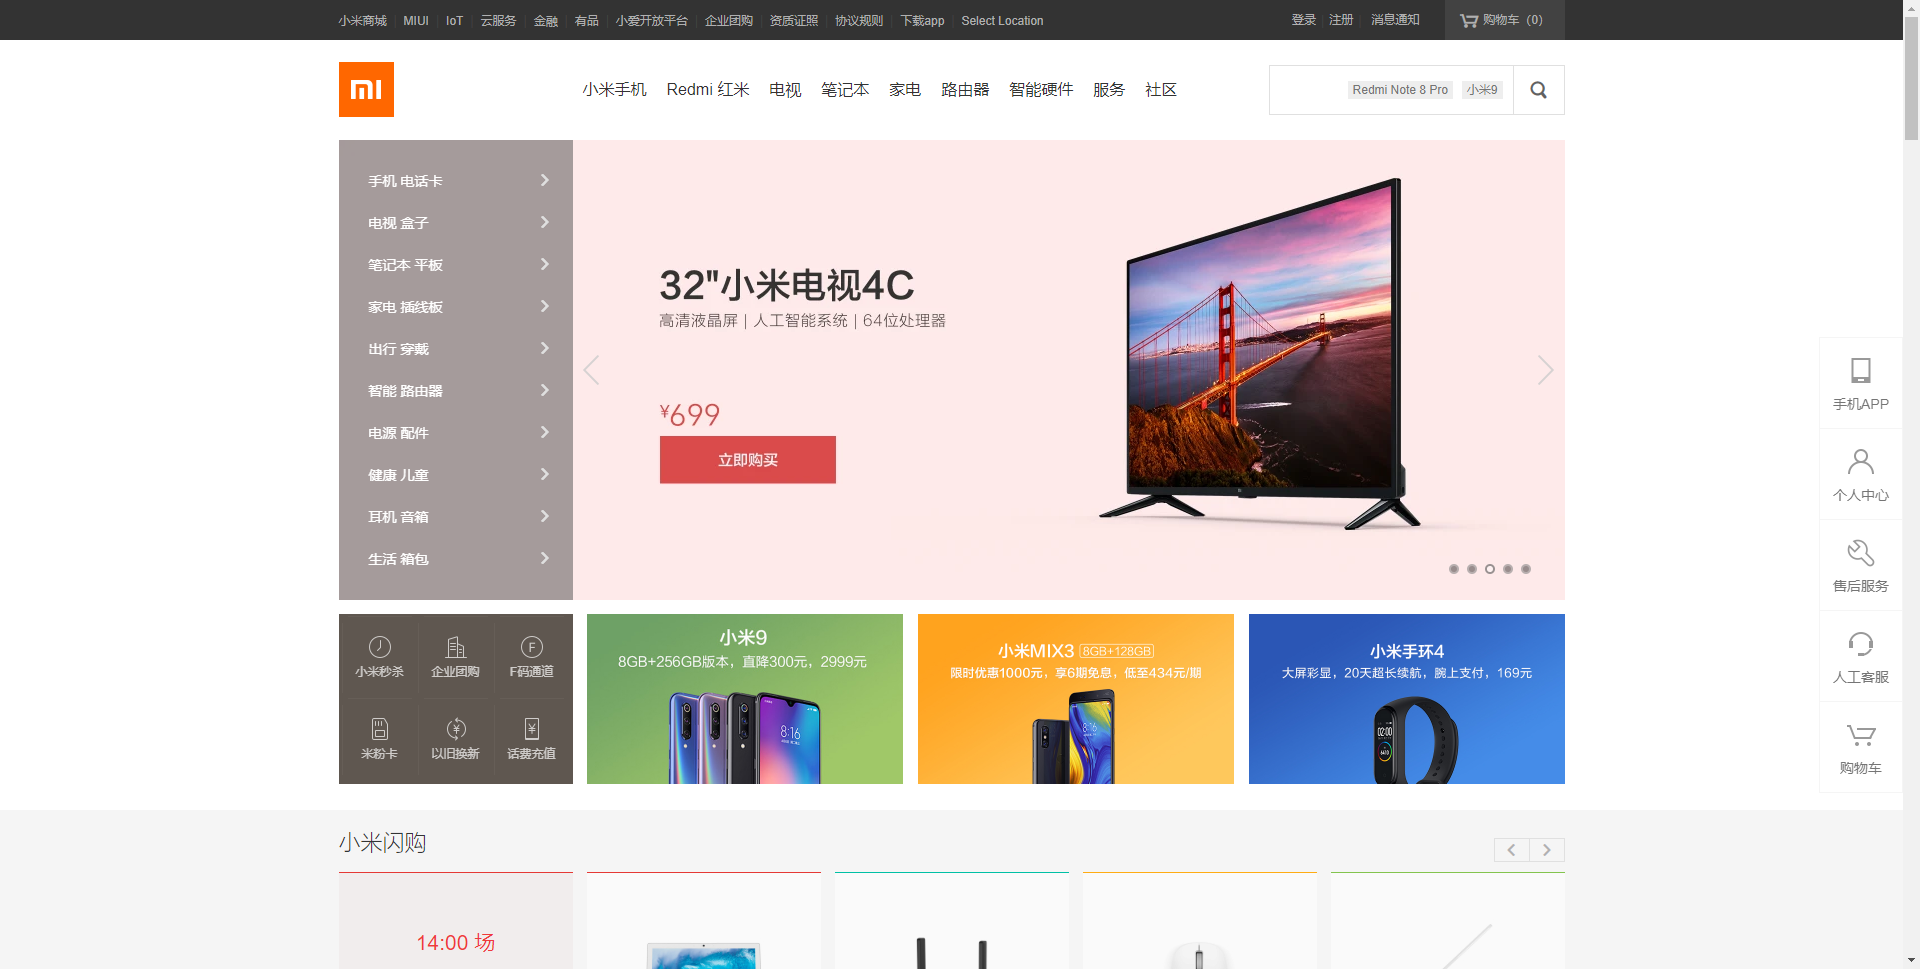 小米商城 MIUI IoT 云服务 金融 有品 小爱开放平台 企业团购 资质证照 协议规则 下载app Select Location 登录 注册 消息通知 购物车（0）
小米手机 Redmi 红米 电视 笔记本 家电 路由器 智能硬件 服务 社区 Redmi Note 8 Pro 小米9
手机 电话卡
电视 盒子
笔记本 平板
家电 插线板
出行 穿戴
智能 路由器
电源 配件
健康 儿童
耳机 音箱
生活 箱包
32"小米电视4C
高清液晶屏 | 人工智能系统 | 64位处理器
¥699
立即购买
手机APP
个人中心
售后服务
人工客服
购物车
小米秒杀 企业团购 F码通道
米粉卡 以旧换新 话费充值
小米9
8GB+256GB版本，直降300元，2999元
8:16
小米MIX3 8GB+128GB
限时优惠1000元，享6期免息，低至434元/期
8:16
小米手环4
大屏彩显，20天超长续航，腕上支付，169元
小米闪购
14:00 场